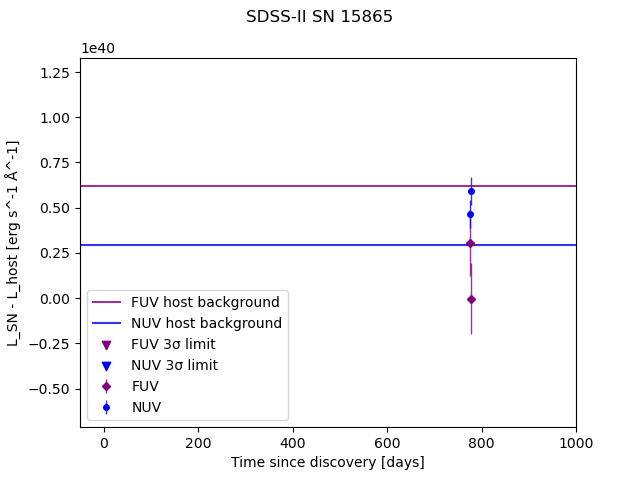 SDSS-II SN 15865
1e40
1.25
1.00
0.75
0.50
0.25
0.00
−0.25
−0.50
L_SN - L_host [erg s^-1 Å^-1]
FUV host background
NUV host background
FUV 3σ limit
NUV 3σ limit
FUV
NUV
0 200 400 600 800 1000
Time since discovery [days]